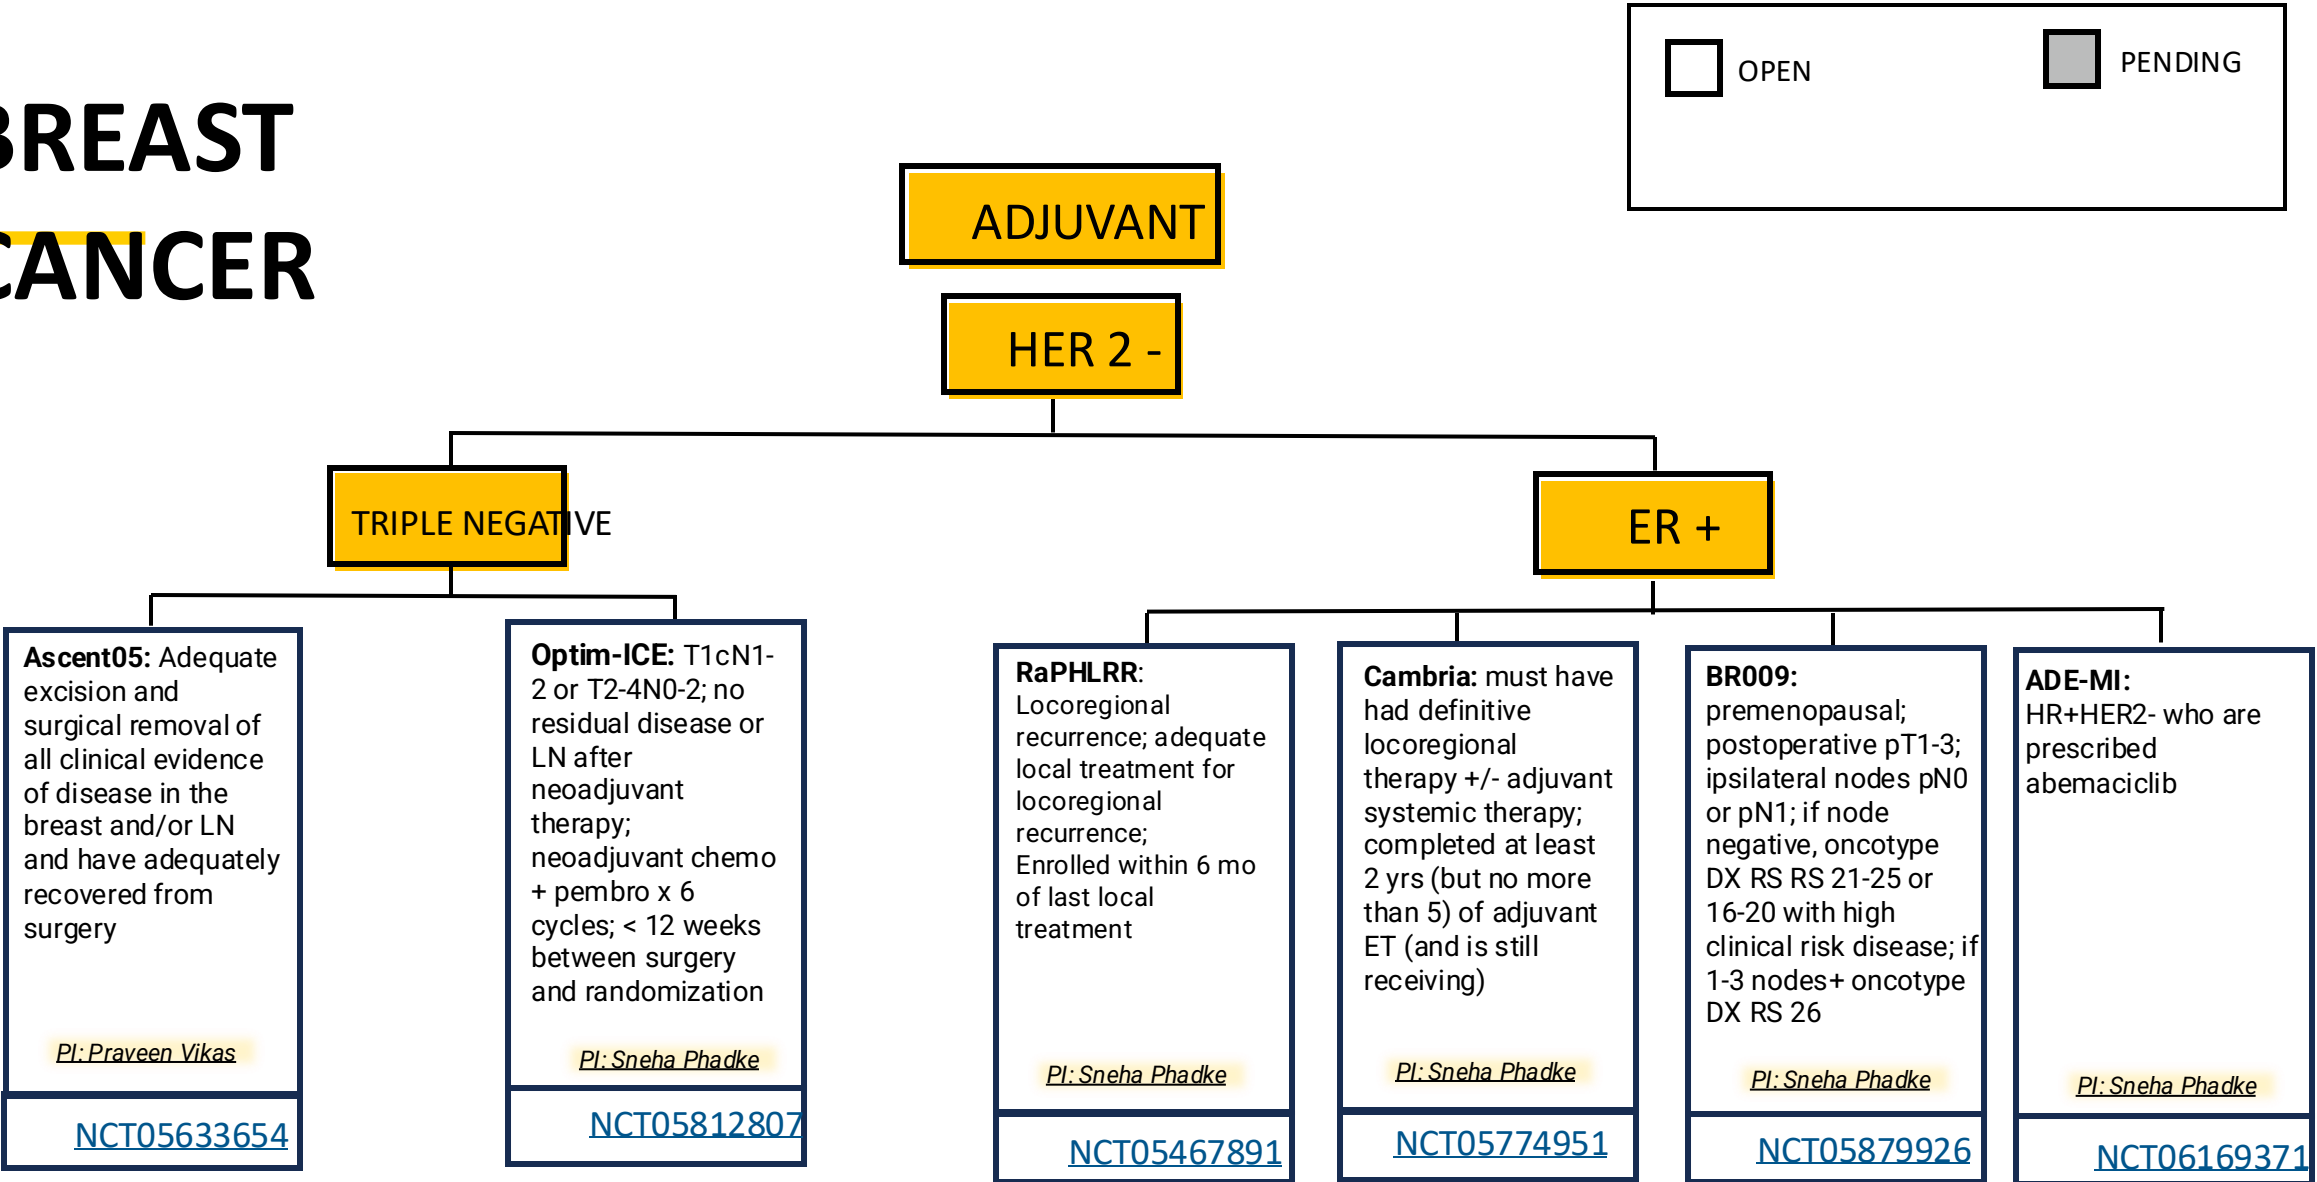 BREAST
CANCER
OPEN
PENDING
ADJUVANT
HER 2 -
TRIPLE NEGATIVE
ER +
Ascent05: Adequate
excision and
surgical removal of
all clinical evidence
of disease in the
breast and/or LN
and have adequately
recovered from
surgery
PI: Praveen Vikas
NCT05633654
Optim-ICE: T1cN1-
2 or T2-4N0-2; no
residual disease or
LN after
neoadjuvant
therapy;
neoadjuvant chemo
+ pembro x 6
cycles; < 12 weeks
between surgery
and randomization
PI: Sneha Phadke
NCT05812807
RaPHLRR:
Locoregional
recurrence; adequate
local treatment for
locoregional
recurrence;
Enrolled within 6 mo
of last local
treatment
PI: Sneha Phadke
NCT05467891
Cambria: must have
had definitive
locoregional
therapy +/- adjuvant
systemic therapy;
completed at least
2 yrs (but no more
than 5) of adjuvant
ET (and is still
receiving)
PI: Sneha Phadke
NCT05774951
BR009:
premenopausal;
postoperative pT1-3;
ipsilateral nodes pN0
or pN1; if node
negative, oncotype
DX RS RS 21-25 or
16-20 with high
clinical risk disease; if
1-3 nodes+ oncotype
DX RS 26
PI: Sneha Phadke
NCT05879926
ADE-MI:
HR+HER2- who are
prescribed
abemaciclib
PI: Sneha Phadke
NCT06169371